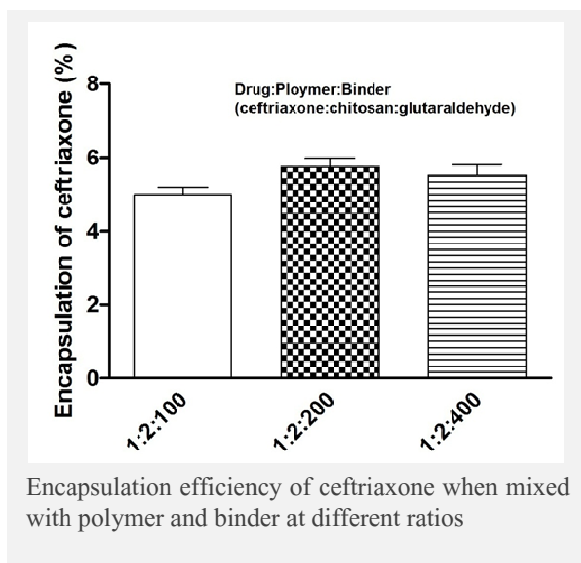 Encapsulation of ceftriaxone (%)
8
6
4
2
0
Drug:Ploymer:Binder
(ceftriaxone:chitosan:glutaraldehyde)
1:2:100
1:2:200
1:2:400
Encapsulation efficiency of ceftriaxone when mixed
with polymer and binder at different ratios